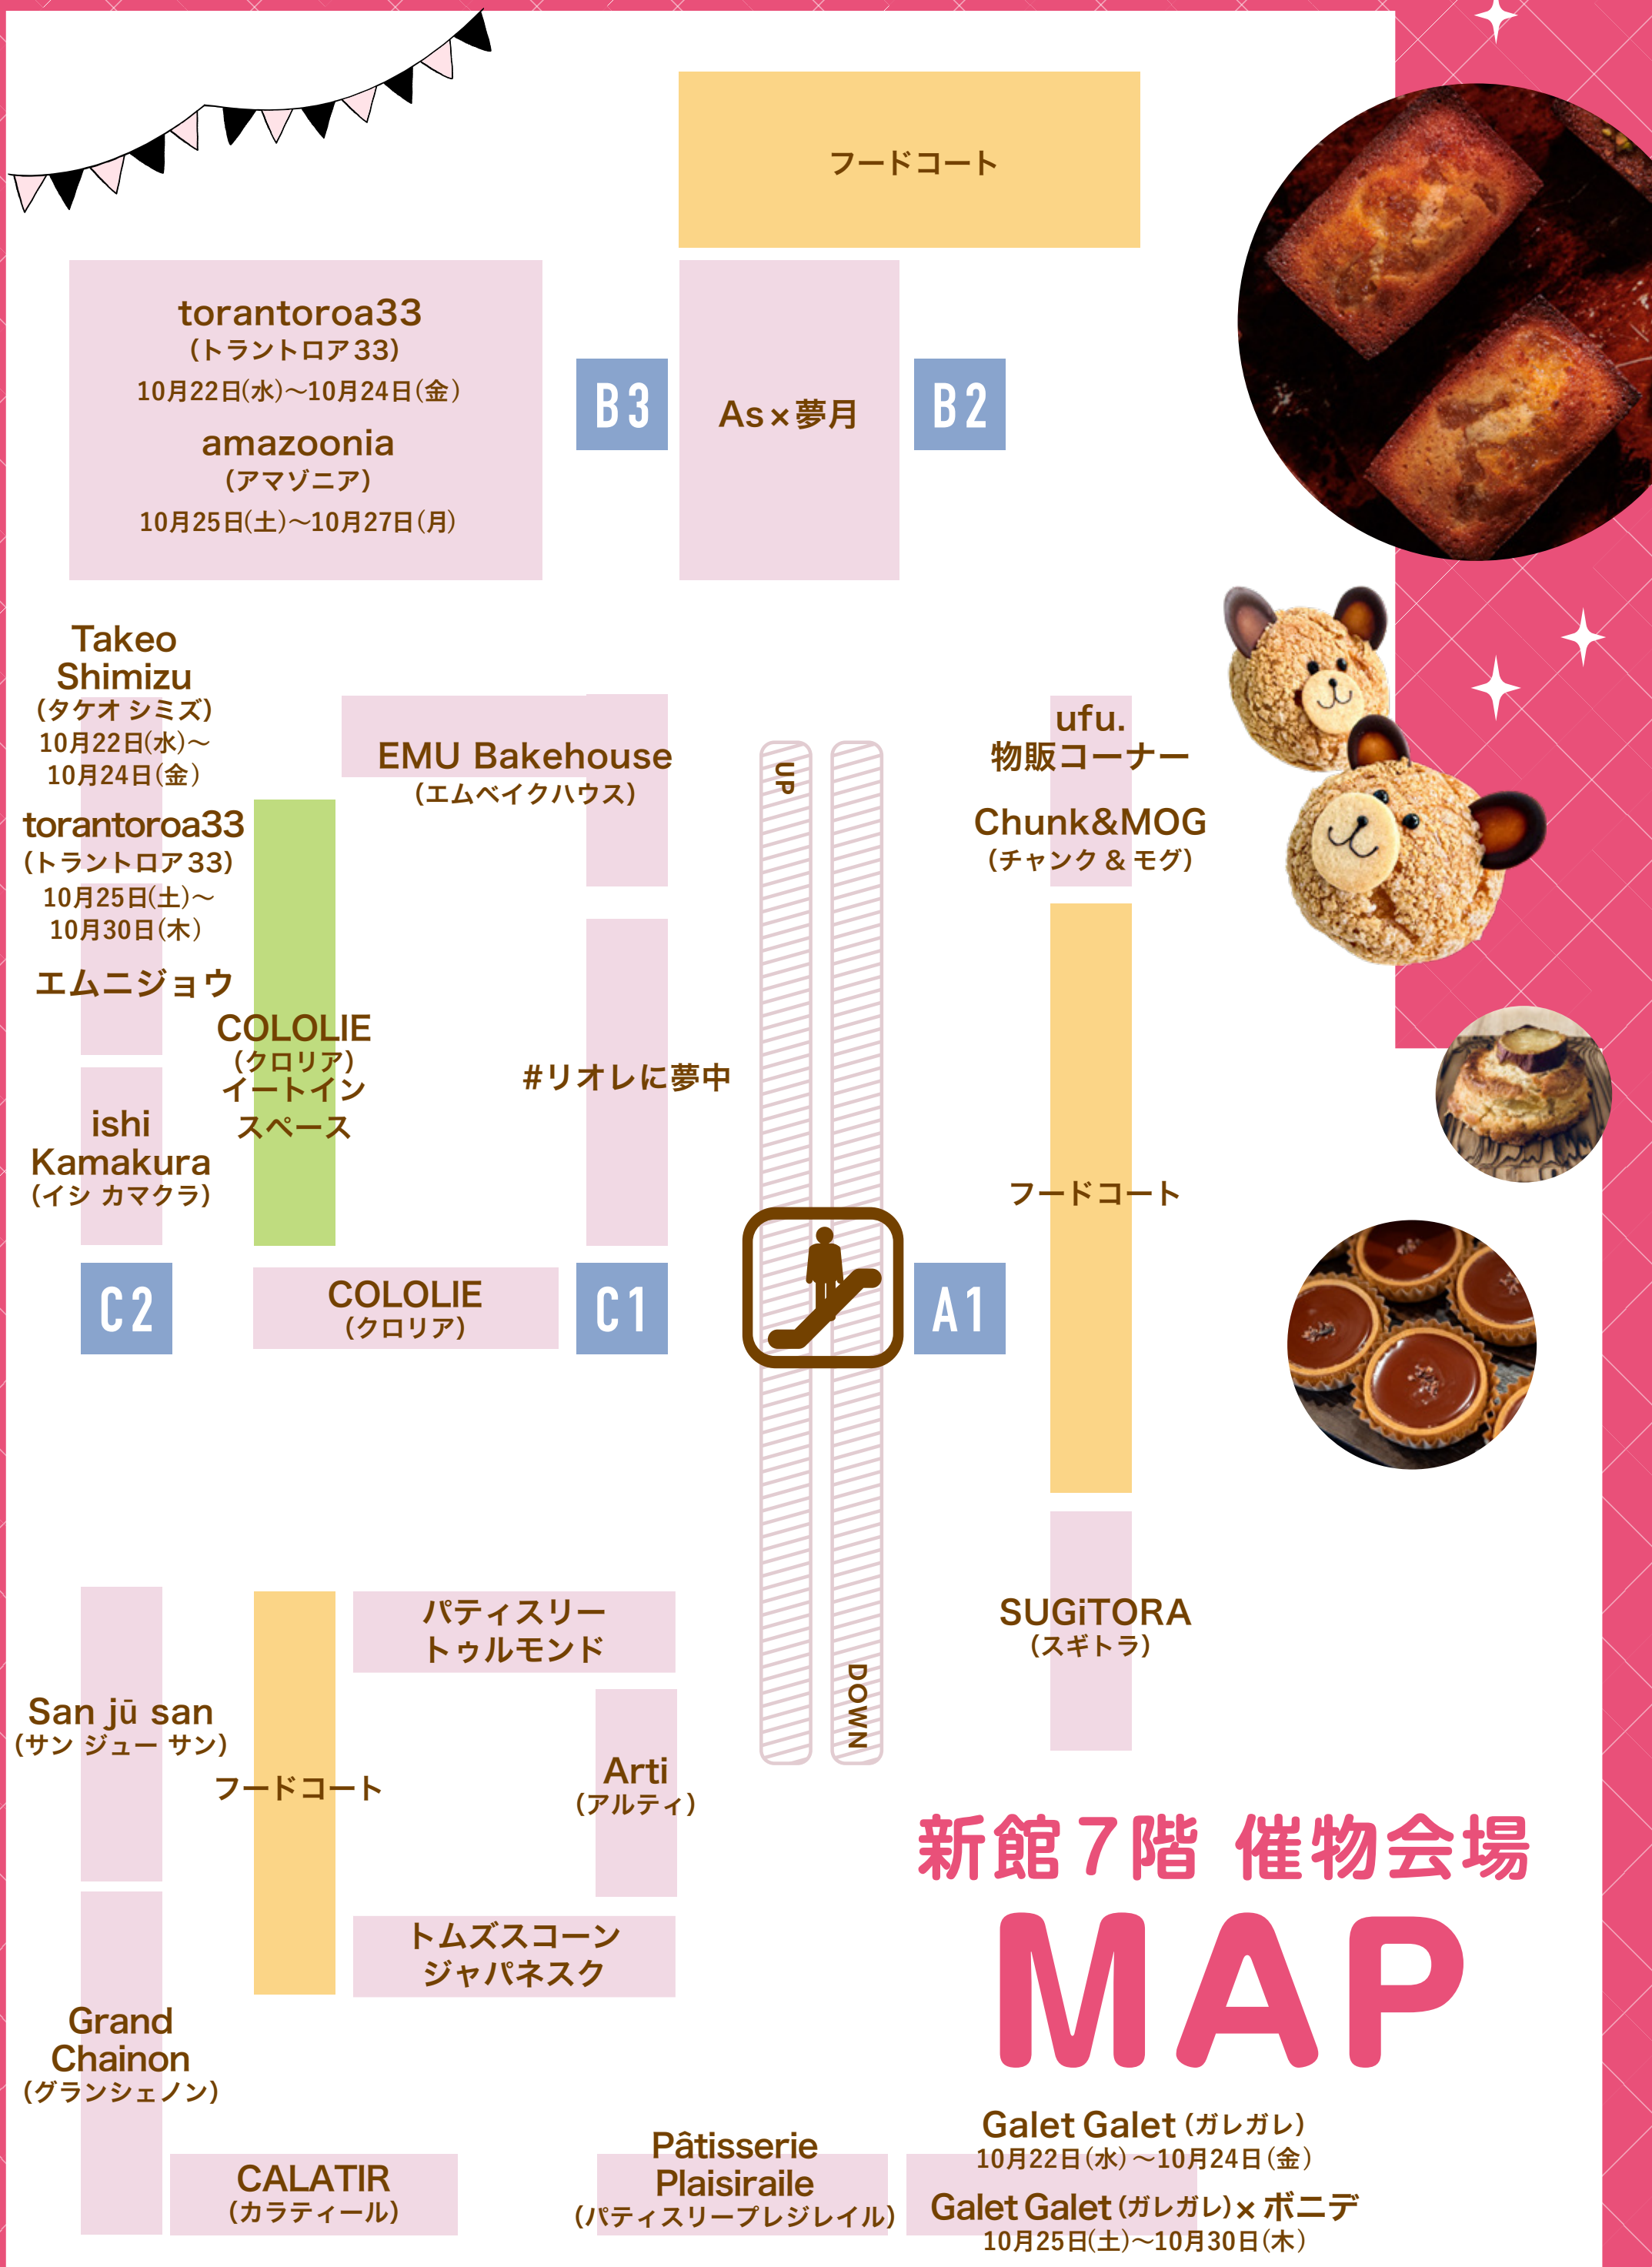 フードコート
torantoroa33
（トラントロア33）
10月22日(水)～10月24日(金)
amazoonia
（アマゾニア）
10月25日(土)～10月27日(月)
B3
As×夢月
B2
Takeo
Shimizu
（タケオ シミズ）
10月22日(水)～
10月24日(金)
torantoroa33
（トラントロア33）
10月25日(土)～
10月30日(木)
エムニジョウ
ishi
Kamakura
（イシ カマクラ）
EMU Bakehouse
（エムベイクハウス）
COLOLIE
（クロリア）
イートイン
スペース
#リオレに夢中
UP
ufu.
物販コーナー
Chunk&MOG
（チャンク & モグ）
フードコート
C2
COLOLIE
（クロリア）
C1
A1
San jū san
（サン ジュー サン）
フードコート
パティスリー
トゥルモンド
Arti
（アルティ）
トムズスコーン
ジャパネスク
DOWN
SUGiTORA
（スギトラ）
新館7階 催物会場
MAP
Grand
Chainon
（グランシェノン）
CALATIR
（カラティール）
Pâtisserie
Plaisiraile
（パティスリープレジレイル）
Galet Galet（ガレガレ）
10月22日(水)～10月24日(金)
Galet Galet（ガレガレ）× ボニデ
10月25日(土)～10月30日(木)